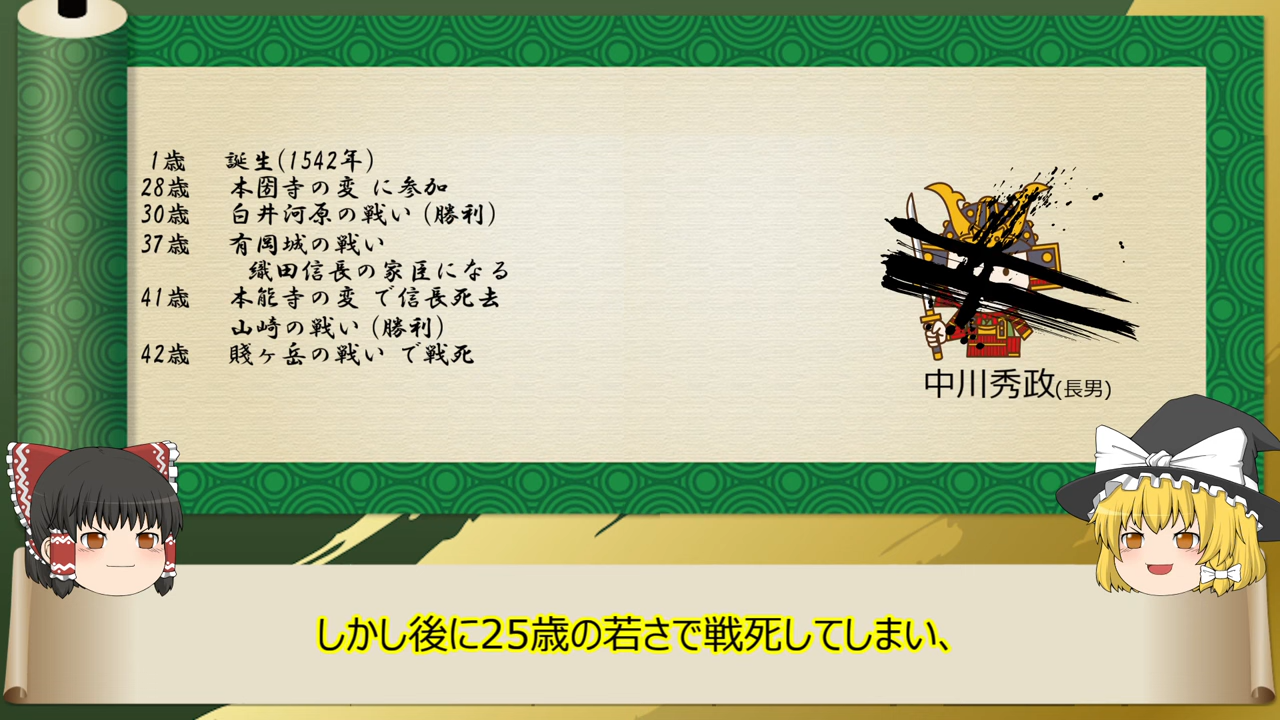 1歳 誕生(1542年)
28歳 本圀寺の変 に参加
30歳 白井河原の戦い (勝利)
37歳 有岡城の戦い
織田信長の家臣になる
41歳 本能寺の変 で信長死去
山崎の戦い (勝利)
42歳 賤ヶ岳の戦い で戦死
中川秀政(長男)
しかし後に25歳の若さで戦死してしまい、